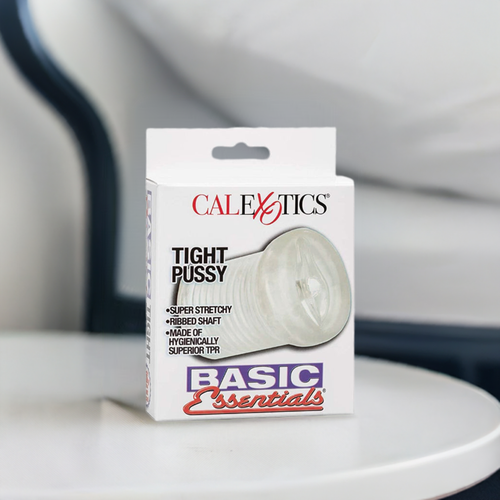 CALEXOTICS®
TIGHT
PUSSY
•SUPER STRETCHY
•RIBBED SHAFT
•MADE OF
HYGIENICALLY
SUPERIOR TPR
BASIC
Essentials®